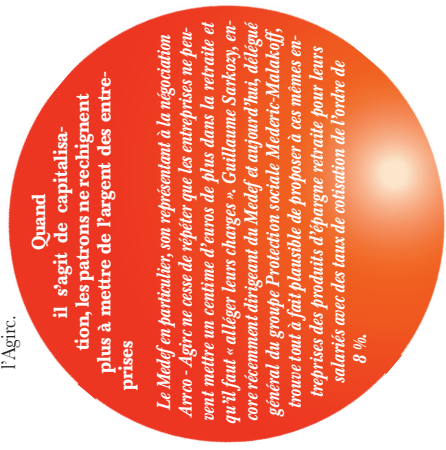 l'Agirc.
Quand
il s'agit de capitalisa-
tion, les patrons ne rechignent
plus à mettre de l'argent des entre-
prises
Le Medef en particulier, son représentant à la négociation
Arrco - Agirc ne cesse de répéter que les entreprises ne peu-
vent mettre un centime d'euros de plus dans la retraite et
qu'il faut « alléger leurs charges ». Guillaume Sarkozy, en-
core récemment dirigeant du Medef et aujourd'hui, délégué
général du groupe Protection sociale Mederic-Malakoff,
trouve tout à fait plausible de proposer à ces mêmes en-
treprises des produits d'épargne retraite pour leurs
salariés avec des taux de cotisation de l'ordre de
8 %.